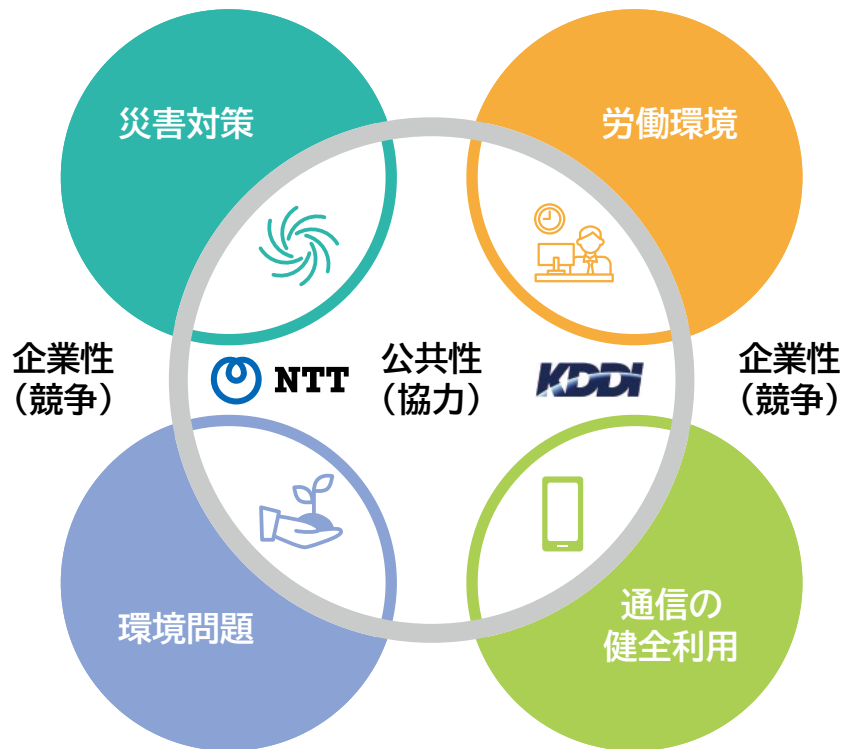 災害対策
労働環境
企業性
（競争）
NTT
公共性
（協力）
KDDI
企業性
（競争）
環境問題
通信の
健全利用